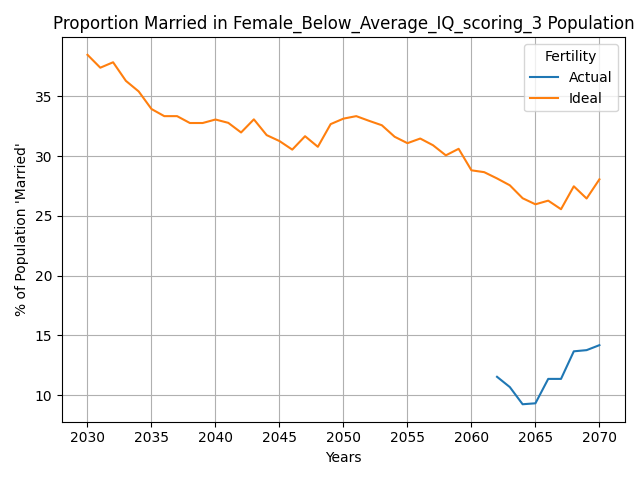 Proportion Married in Female_Below_Average_IQ_scoring_3 Population
% of Population 'Married'
35
30
25
20
15
10
Fertility
Actual
Ideal
2030 2035 2040 2045 2050 2055 2060 2065 2070
Years